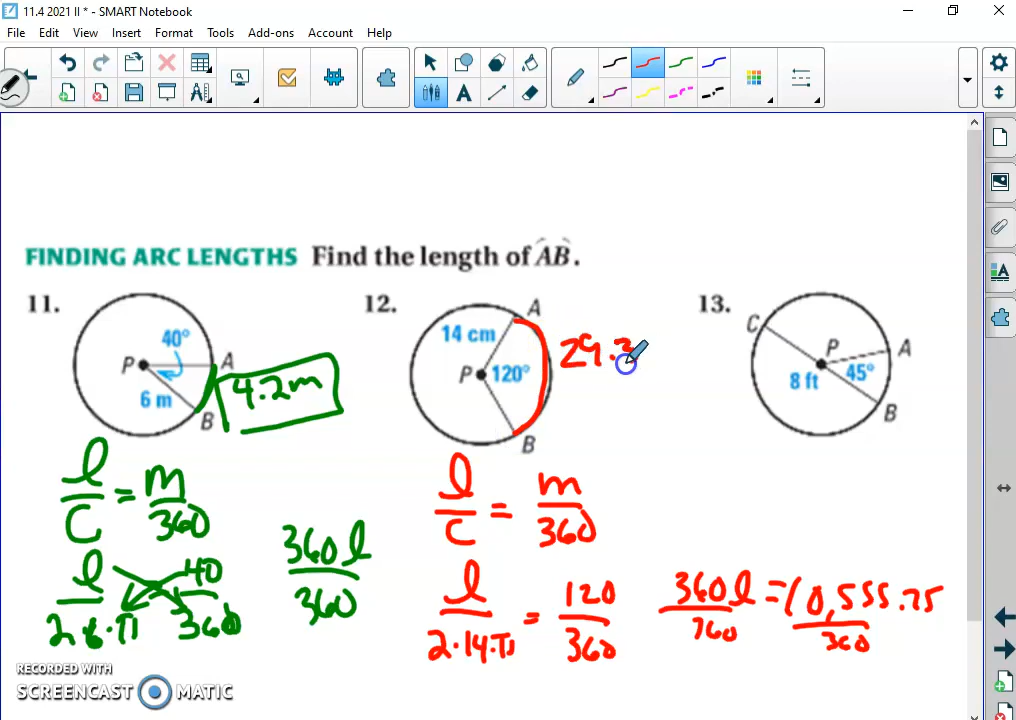 11.4 2021 II * - SMART Notebook
File Edit View Insert Format Tools Add-ons Account Help
FINDING ARC LENGTHS Find the length of AB.
11.
40°
P
A
6 m
B
4.2m
12.
A
14 cm
P
120°
B
29.3
13.
C
P
A
8 ft
45°
B
l/C = m/360
l/2·6·π 40/360
360l/360
l/C = m/360
l/2·14·π = 120/360
360l/360 = 10,555.75/360
RECORDED WITH
SCREENCAST MATIC